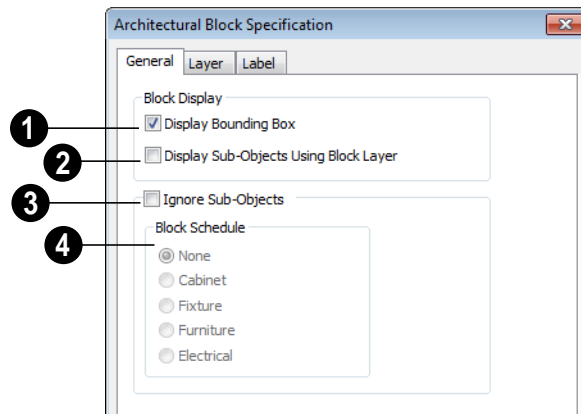 Architectural Block Specification
General Layer Label
Block Display
1 Display Bounding Box
2 Display Sub-Objects Using Block Layer
3 Ignore Sub-Objects
Block Schedule
4 None
Cabinet
Fixture
Furniture
Electrical